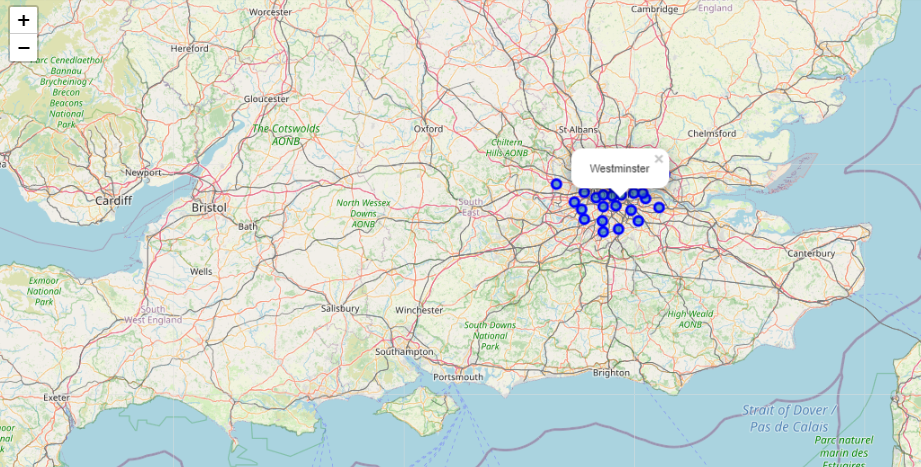 +
−
Worcester
Cambridge
England
Hereford
Parc Cenedlaethol
Bannau
Brycheiniog /
Brecon
Beacons
National
Park
Gloucester
The Cotswolds
AONB
Oxford
St Albans
Chelmsford
Chiltern
Hills AONB
×
Westminster
Newport
Cardiff
Bristol
Bath
North Wessex
Downs
AONB
South
East
Canterbury
Wells
Exmoor
National
Park
South
West England
Salisbury
Winchester
High Weald
AONB
South Downs
National
Park
Southampton
Portsmouth
Brighton
Exeter
Strait of Dover /
Pas de Calais
Parc naturel
marin des
Estuaires